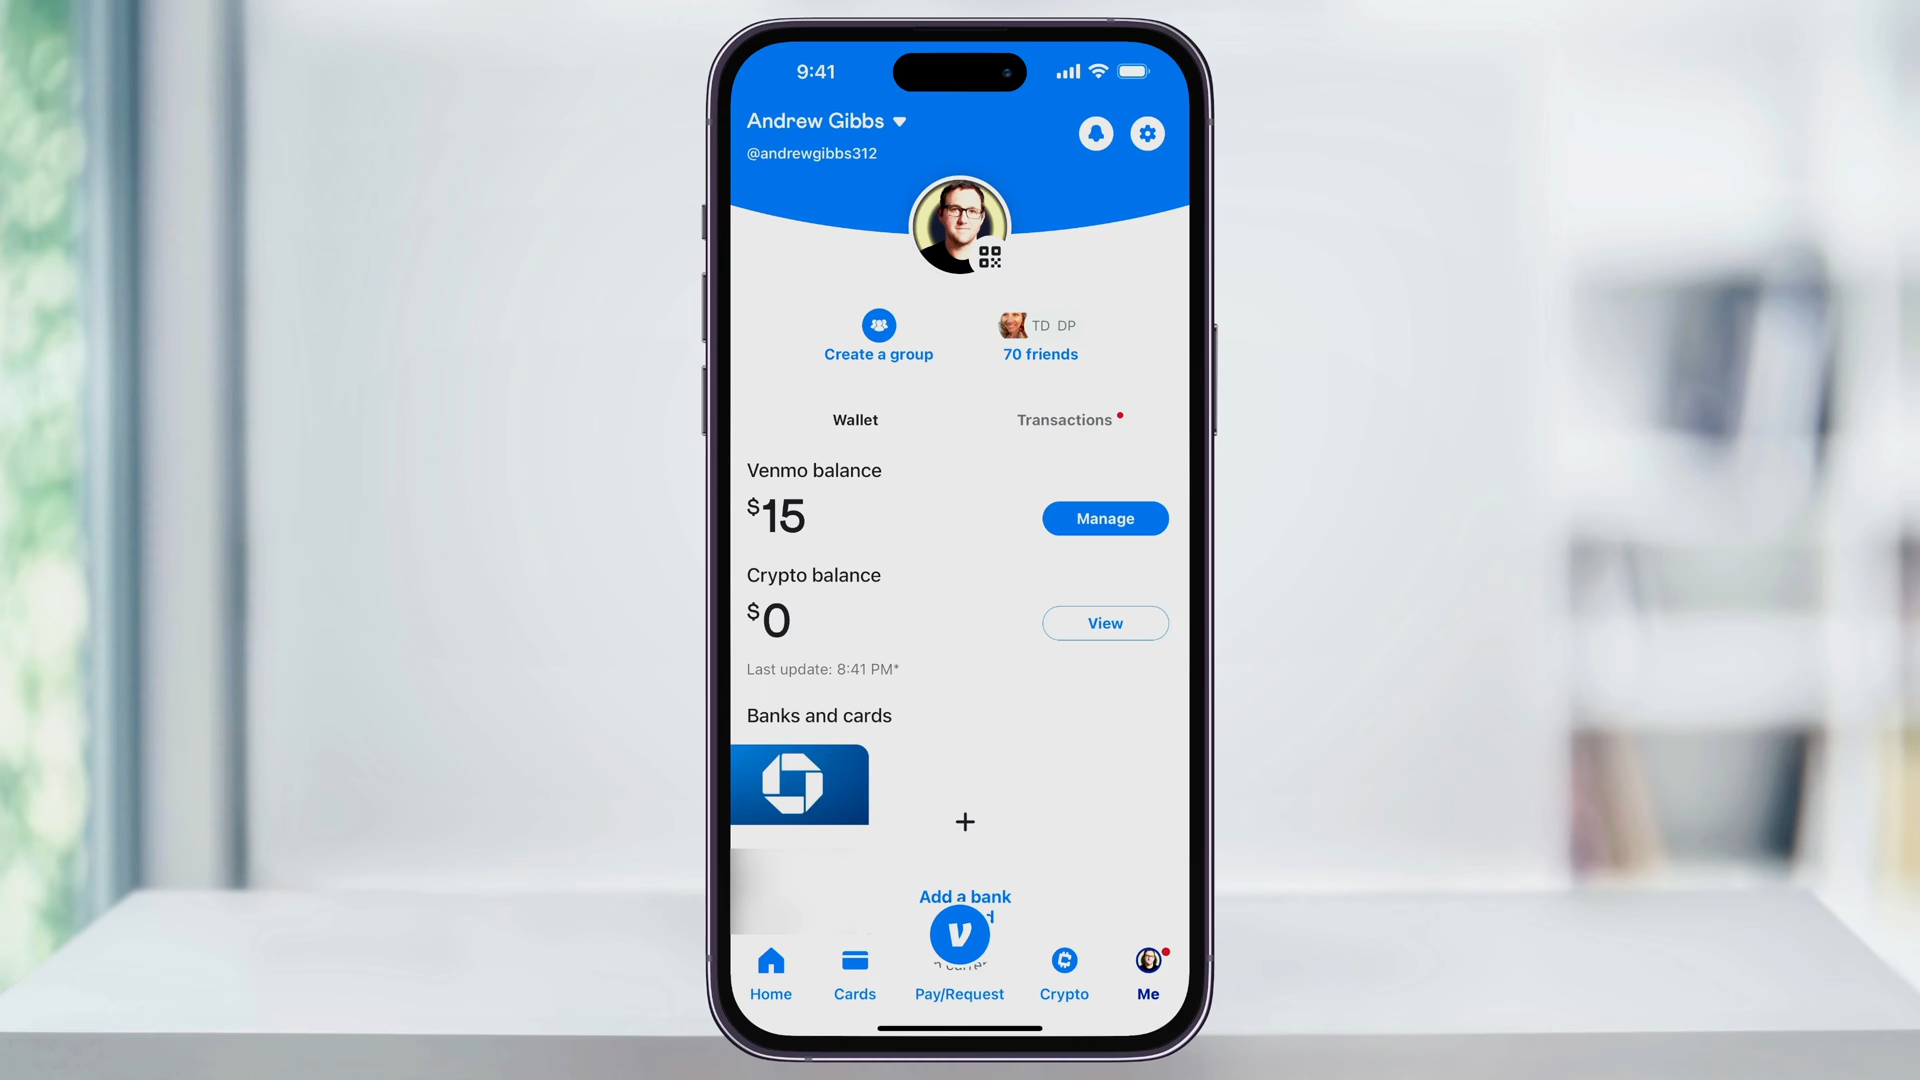 9:41
Andrew Gibbs
@andrewgibbs312
TD DP
Create a group
70 friends
Wallet
Transactions
Venmo balance
$15
Manage
Crypto balance
$0
View
Last update: 8:41 PM*
Banks and cards
+
Add a bank
Home
Cards
Pay/Request
Crypto
Me